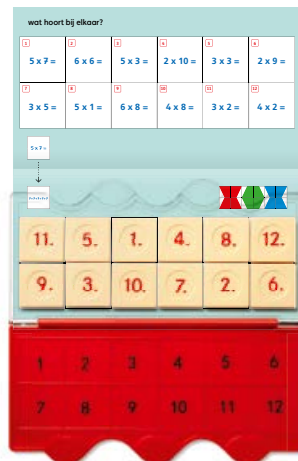 wat hoort bij elkaar?
1 2 3 4 5 6
5 x 7 = 6 x 6 = 5 x 3 = 2 x 10 = 3 x 3 = 2 x 9 =
7 8 9 10 11 12
3 x 5 = 5 x 1 = 6 x 8 = 4 x 8 = 3 x 2 = 4 x 2 =
5 x 7 =
11. 5. 1. 4. 8. 12.
9. 3. 10. 7. 2. 6.
1 2 3 4 5 6
7 8 9 10 11 12